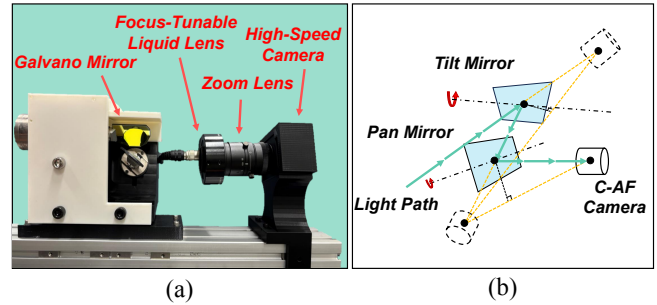 Focus-Tunable
Liquid Lens
High-Speed
Camera
Galvano Mirror
Zoom Lens
(a)
Tilt Mirror
Pan Mirror
Light Path
C-AF
Camera
(b)